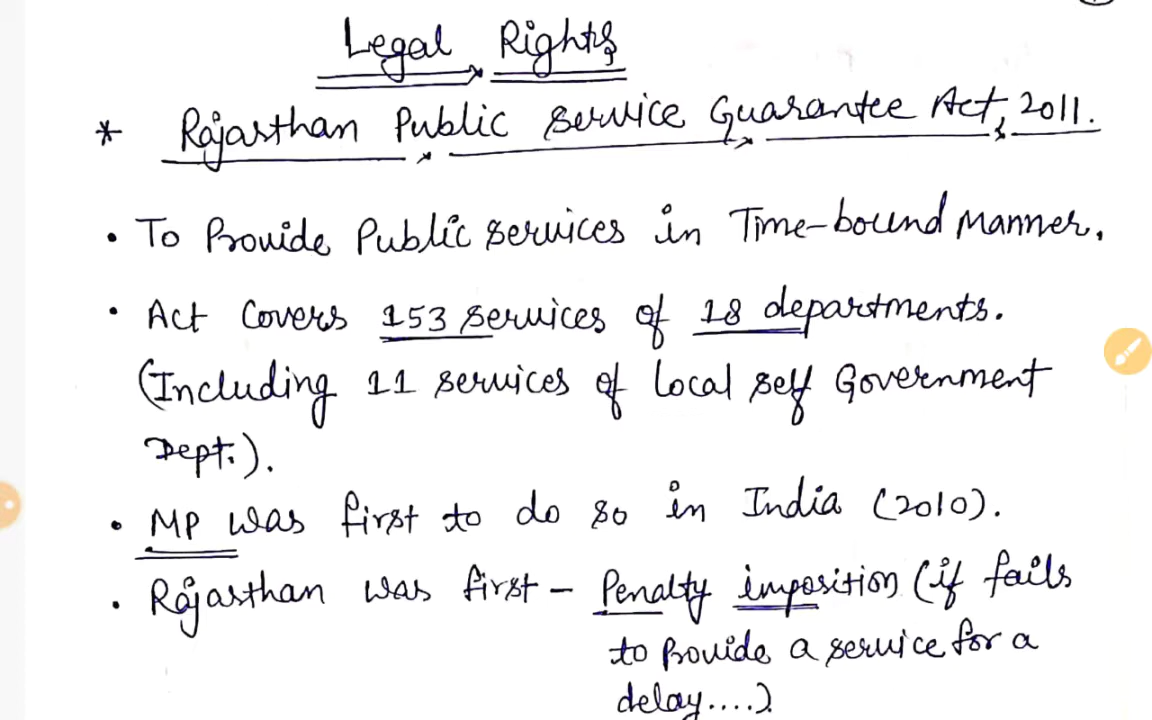 Legal Rights
* Rajasthan Public Service Guarantee Act, 2011.
• To Provide Public services in Time-bound Manner.
• Act Covers 153 services of 18 departments.
(Including 11 services of local self Government
Dept.).
• MP was first to do so in India (2010).
• Rajasthan was first - Penalty imposition (if fails
to Provide a service for a
delay....).